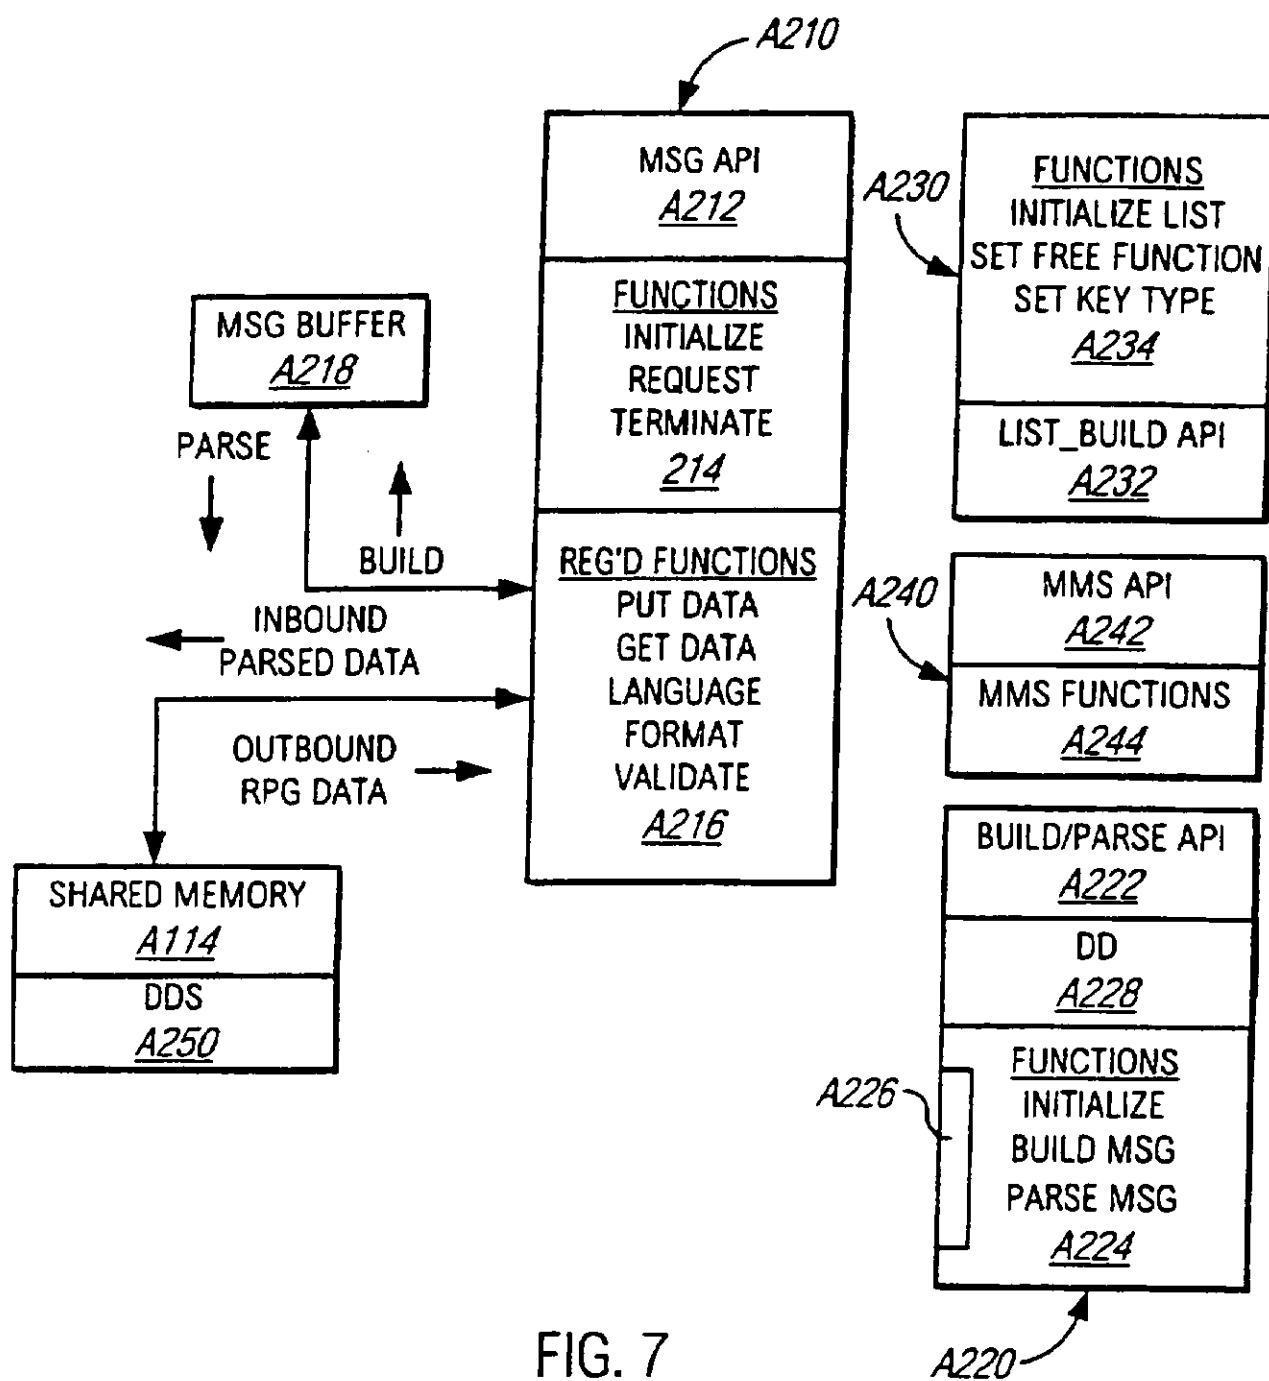 A210
MSG API
A212
FUNCTIONS
INITIALIZE
REQUEST
TERMINATE
214
REG'D FUNCTIONS
PUT DATA
GET DATA
LANGUAGE
FORMAT
VALIDATE
A216
MSG BUFFER
A218
PARSE
BUILD
INBOUND
PARSED DATA
OUTBOUND
RPG DATA
SHARED MEMORY
A114
DDS
A250
A230
FUNCTIONS
INITIALIZE LIST
SET FREE FUNCTION
SET KEY TYPE
A234
LIST_BUILD API
A232
A240
MMS API
A242
MMS FUNCTIONS
A244
BUILD/PARSE API
A222
DD
A228
FUNCTIONS
INITIALIZE
BUILD MSG
PARSE MSG
A224
A226
A220
FIG. 7